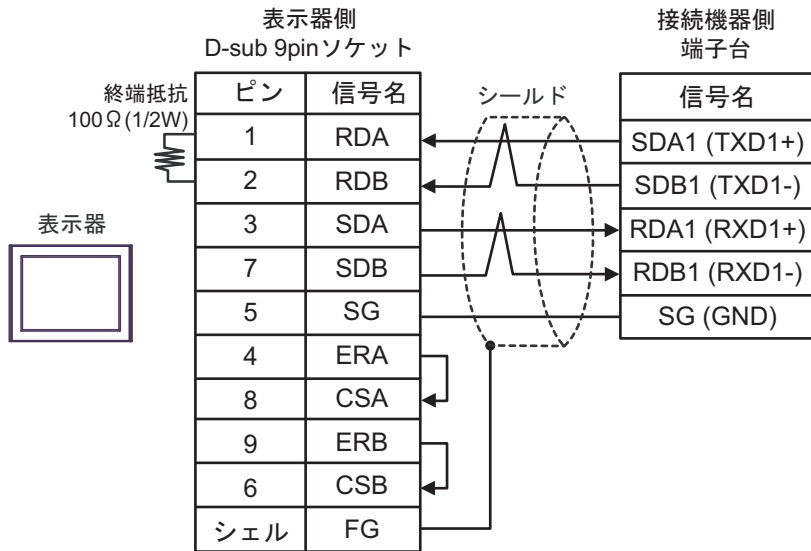 表示器側
D-sub 9pinソケット
接続機器側
端子台
終端抵抗
100Ω(1/2W)
シールド
表示器
ピン 信号名
1 RDA
2 RDB
3 SDA
7 SDB
5 SG
4 ERA
8 CSA
9 ERB
6 CSB
シェル FG
信号名
SDA1 (TXD1+)
SDB1 (TXD1-)
RDA1 (RXD1+)
RDB1 (RXD1-)
SG (GND)